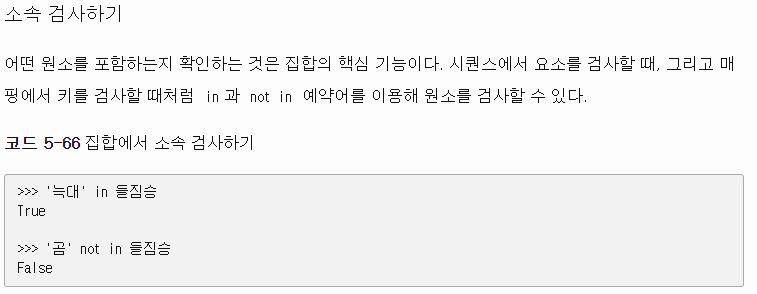 소속 검사하기
어떤 원소를 포함하는지 확인하는 것은 집합의 핵심 기능이다. 시퀀스에서 요소를 검사할 때, 그리고 매
핑에서 키를 검사할 때처럼 in 과 not in 예약어를 이용해 원소를 검사할 수 있다.
코드 5-66 집합에서 소속 검사하기
>>> '늑대' in 들짐승
True
>>> '곰' not in 들짐승
False